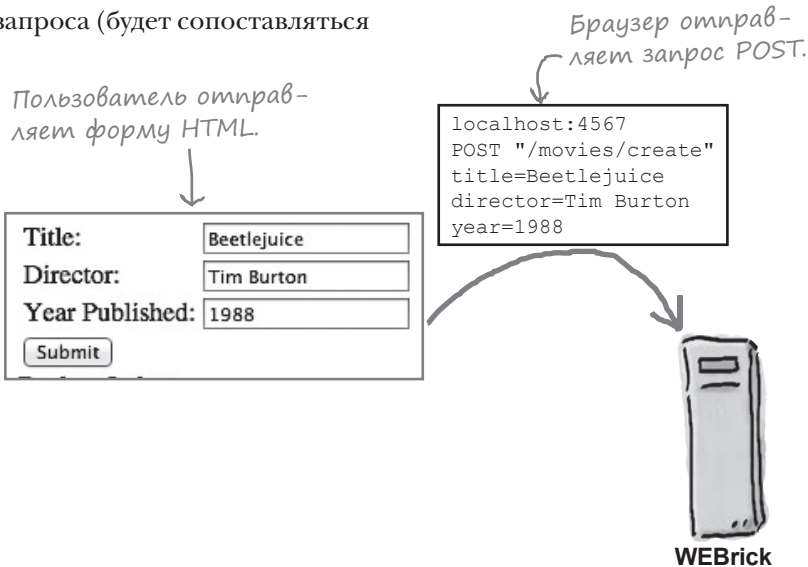 запроса (будет сопоставляться
Браузер отправ-
ляет запрос POST.
Пользователь отправ-
ляет форму HTML.
localhost:4567
POST "/movies/create"
title=Beetlejuice
director=Tim Burton
year=1988
Title: Beetlejuice
Director: Tim Burton
Year Published: 1988
Submit
WEBrick